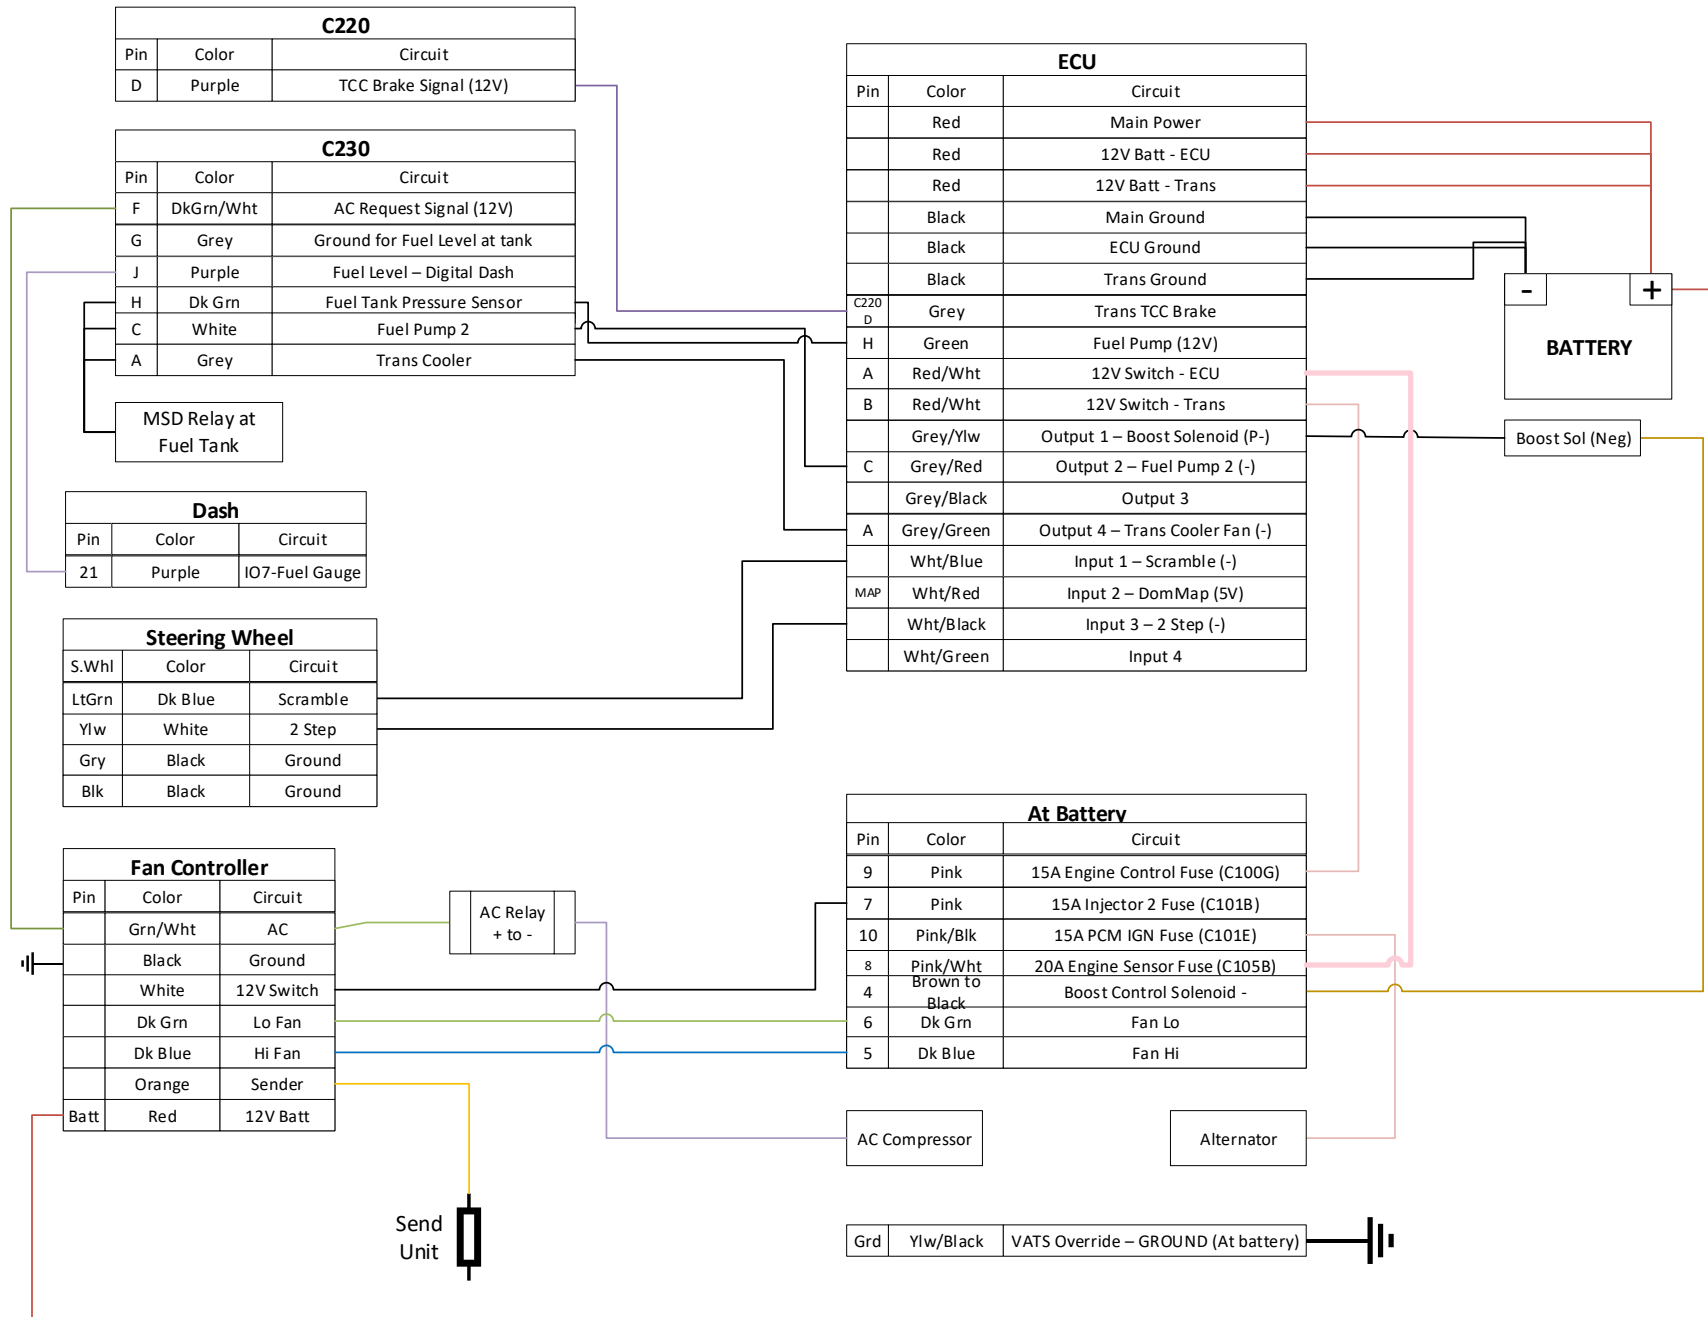 C220
Pin Color Circuit
D Purple TCC Brake Signal (12V)
C230
Pin Color Circuit
F DkGrn/Wht AC Request Signal (12V)
G Grey Ground for Fuel Level at tank
J Purple Fuel Level – Digital Dash
H Dk Grn Fuel Tank Pressure Sensor
C White Fuel Pump 2
A Grey Trans Cooler
MSD Relay at
Fuel Tank
Dash
Pin Color Circuit
21 Purple IO7-Fuel Gauge
Steering Wheel
S.Whl Color Circuit
LtGrn Dk Blue Scramble
Ylw White 2 Step
Gry Black Ground
Blk Black Ground
Fan Controller
Pin Color Circuit
Grn/Wht AC
Black Ground
White 12V Switch
Dk Grn Lo Fan
Dk Blue Hi Fan
Orange Sender
Batt Red 12V Batt
AC Relay
+ to -
Send
Unit
ECU
Pin Color Circuit
Red Main Power
Red 12V Batt - ECU
Red 12V Batt - Trans
Black Main Ground
Black ECU Ground
Black Trans Ground
C220
D Grey Trans TCC Brake
H Green Fuel Pump (12V)
A Red/Wht 12V Switch - ECU
B Red/Wht 12V Switch - Trans
Grey/Ylw Output 1 – Boost Solenoid (P-)
C Grey/Red Output 2 – Fuel Pump 2 (-)
Grey/Black Output 3
A Grey/Green Output 4 – Trans Cooler Fan (-)
Wht/Blue Input 1 – Scramble (-)
MAP Wht/Red Input 2 – DomMap (5V)
Wht/Black Input 3 – 2 Step (-)
Wht/Green Input 4
- +
BATTERY
Boost Sol (Neg)
At Battery
Pin Color Circuit
9 Pink 15A Engine Control Fuse (C100G)
7 Pink 15A Injector 2 Fuse (C101B)
10 Pink/Blk 15A PCM IGN Fuse (C101E)
8 Pink/Wht 20A Engine Sensor Fuse (C105B)
4 Brown to
Black Boost Control Solenoid -
6 Dk Grn Fan Lo
5 Dk Blue Fan Hi
AC Compressor
Alternator
Grd Ylw/Black VATS Override – GROUND (At battery)